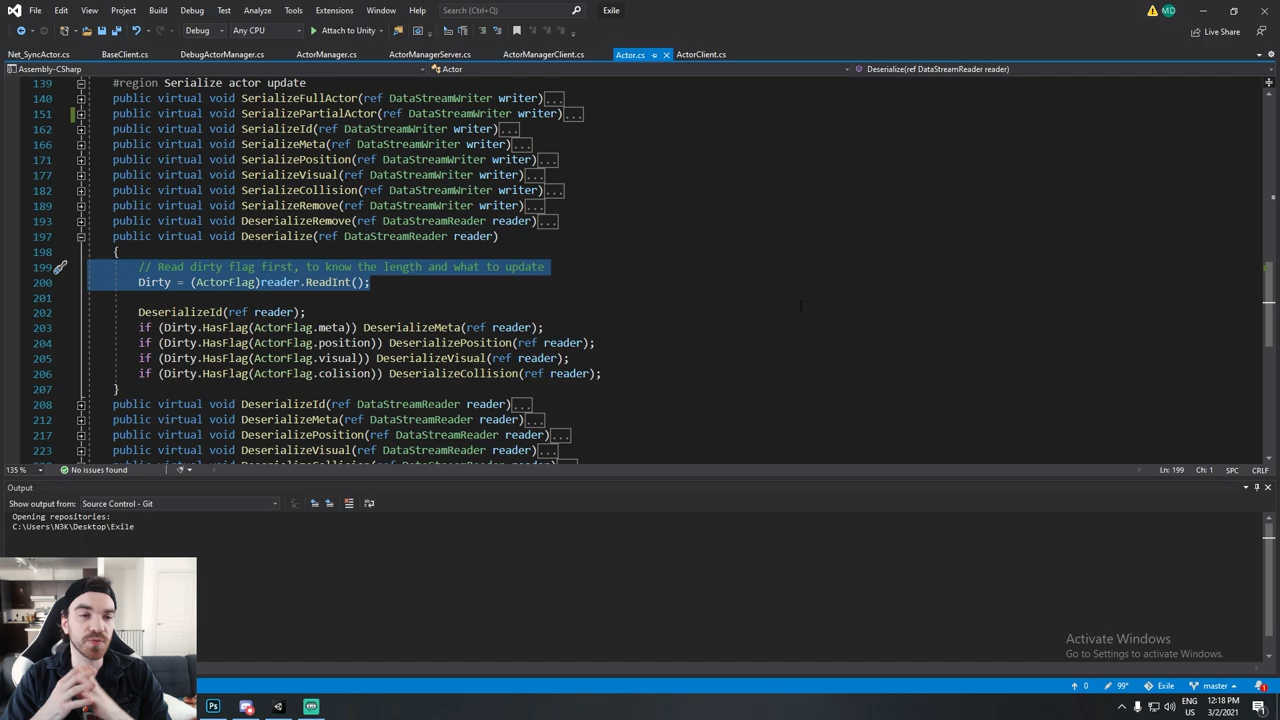 File Edit View Git Project Build Debug Test Analyze Tools Extensions Window Help Search (Ctrl+Q) Exile MD
Debug Any CPU Attach to Unity Live Share
Net_SyncActor.cs BaseClient.cs DebugActorManager.cs ActorManager.cs ActorManagerServer.cs ActorManagerClient.cs Actor.cs ActorClient.cs
Assembly-CSharp Actor Deserialize(ref DataStreamReader reader)
139 #region Serialize actor update
140 public virtual void SerializeFullActor(ref DataStreamWriter writer)...
151 public virtual void SerializePartialActor(ref DataStreamWriter writer)...
162 public virtual void SerializeId(ref DataStreamWriter writer)...
166 public virtual void SerializeMeta(ref DataStreamWriter writer)...
171 public virtual void SerializePosition(ref DataStreamWriter writer)...
177 public virtual void SerializeVisual(ref DataStreamWriter writer)...
182 public virtual void SerializeCollision(ref DataStreamWriter writer)...
189 public virtual void SerializeRemove(ref DataStreamWriter writer)...
193 public virtual void DeserializeRemove(ref DataStreamReader reader)...
197 public virtual void Deserialize(ref DataStreamReader reader)
198 {
199 // Read dirty flag first, to know the length and what to update
200 Dirty = (ActorFlag)reader.ReadInt();
201
202 DeserializeId(ref reader);
203 if (Dirty.HasFlag(ActorFlag.meta)) DeserializeMeta(ref reader);
204 if (Dirty.HasFlag(ActorFlag.position)) DeserializePosition(ref reader);
205 if (Dirty.HasFlag(ActorFlag.visual)) DeserializeVisual(ref reader);
206 if (Dirty.HasFlag(ActorFlag.colision)) DeserializeCollision(ref reader);
207 }
208 public virtual void DeserializeId(ref DataStreamReader reader)...
212 public virtual void DeserializeMeta(ref DataStreamReader reader)...
217 public virtual void DeserializePosition(ref DataStreamReader reader)...
223 public virtual void DeserializeVisual(ref DataStreamReader reader)...
135 % No issues found Ln: 199 Ch: 1 SPC CRLF
Output
Show output from: Source Control - Git
Opening repositories:
C:\Users\N3K\Desktop\Exile
Activate Windows
Go to Settings to activate Windows.
0 99* Exile master 1
Ps ENG 12:18 PM
US 3/2/2021 1